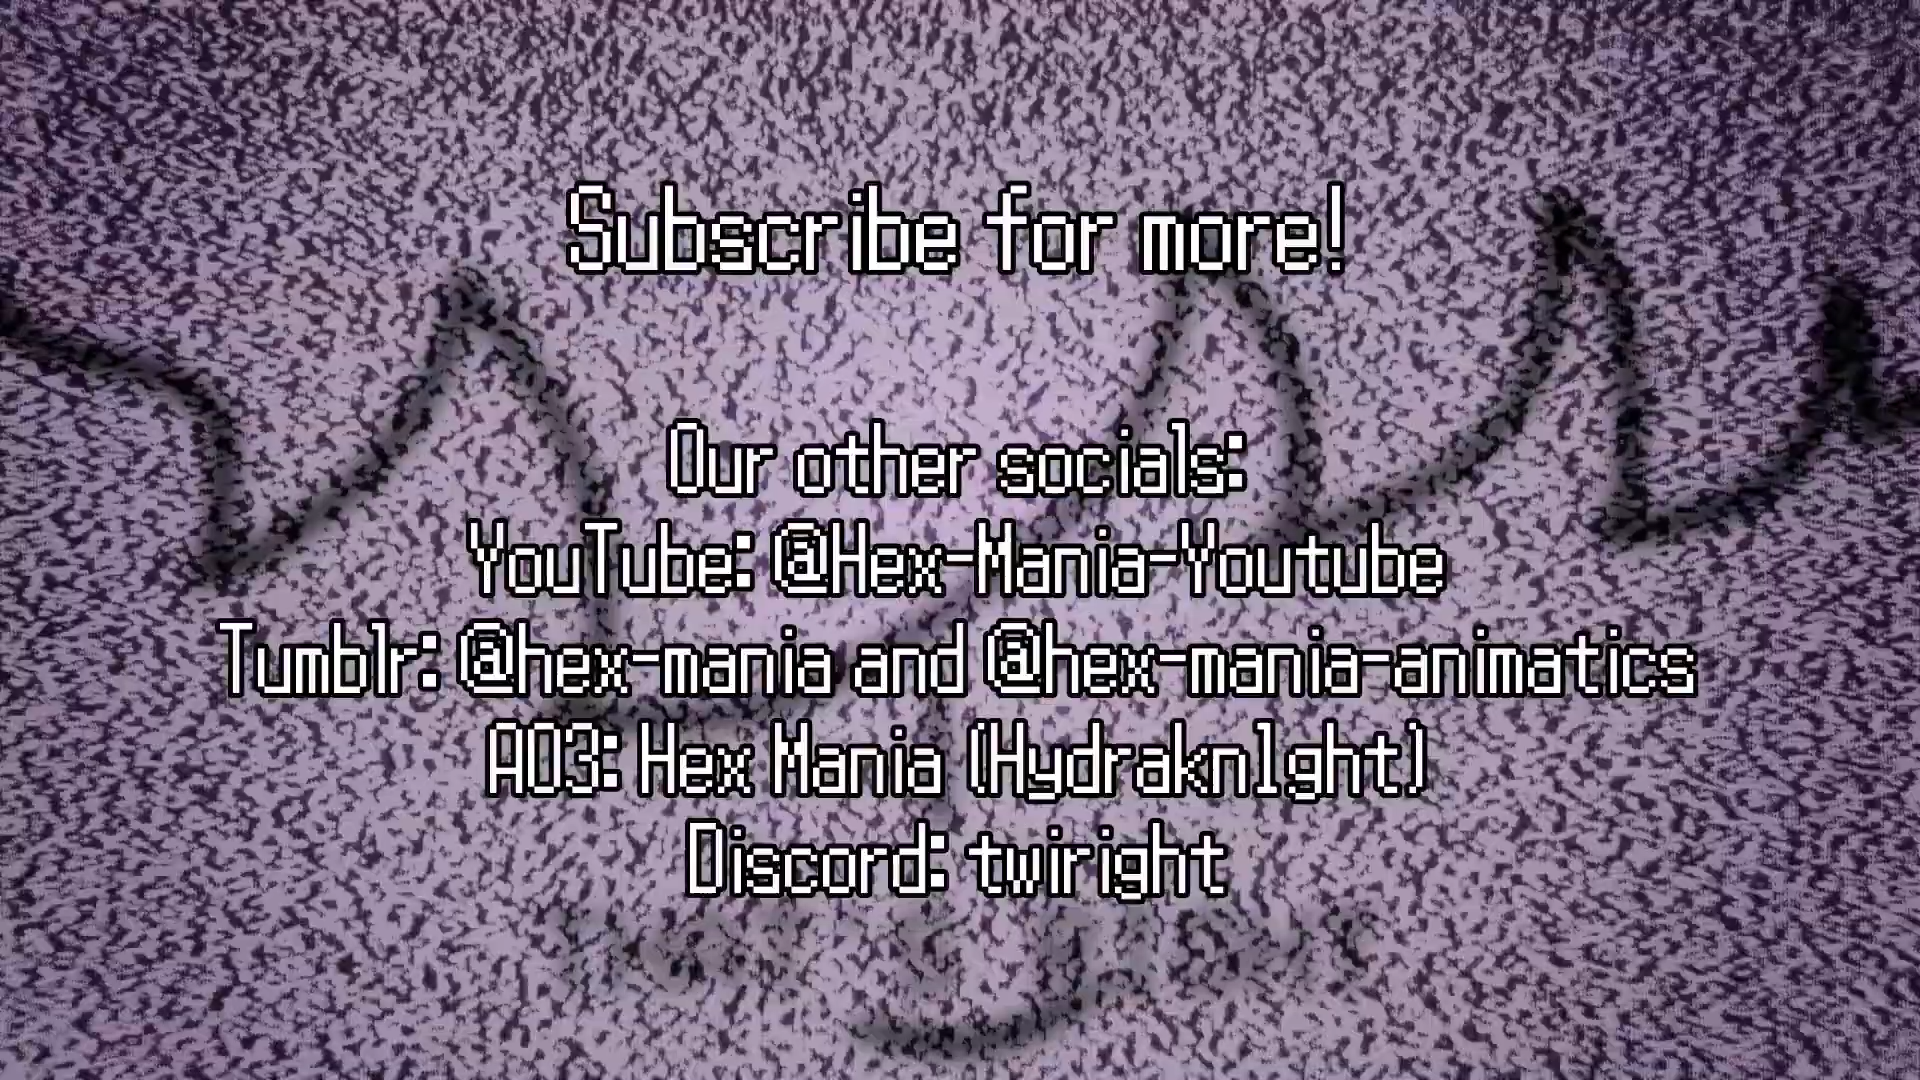 Subscribe for more!
Our other socials:
YouTube: @Hex-Mania-Youtube
Tumblr: @hex-mania and @hex-mania-animatics
AO3: Hex Mania (Hydrakn1ght)
Discord: twiright